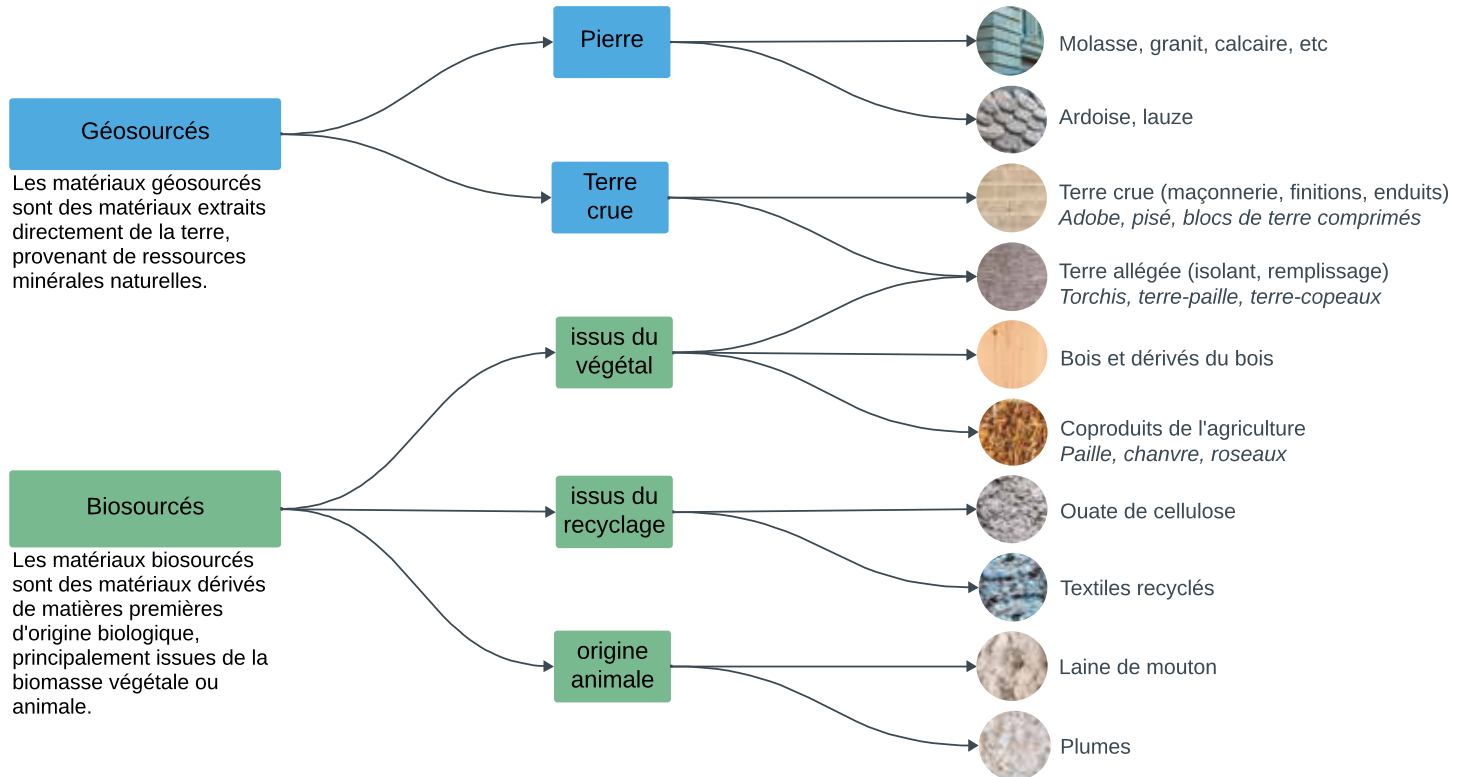 Géosourcés
Les matériaux géosourcés
sont des matériaux extraits
directement de la terre,
provenant de ressources
minérales naturelles.
Pierre
Molasse, granit, calcaire, etc
Ardoise, lauze
Terre
crue
Terre crue (maçonnerie, finitions, enduits)
Adobe, pisé, blocs de terre comprimés
Terre allégée (isolant, remplissage)
Torchis, terre-paille, terre-copeaux
Biosourcés
Les matériaux biosourcés
sont des matériaux dérivés
de matières premières
d'origine biologique,
principalement issues de la
biomasse végétale ou
animale.
issus du
végétal
Bois et dérivés du bois
Coproduits de l'agriculture
Paille, chanvre, roseaux
issus du
recyclage
Ouate de cellulose
Textiles recyclés
origine
animale
Laine de mouton
Plumes